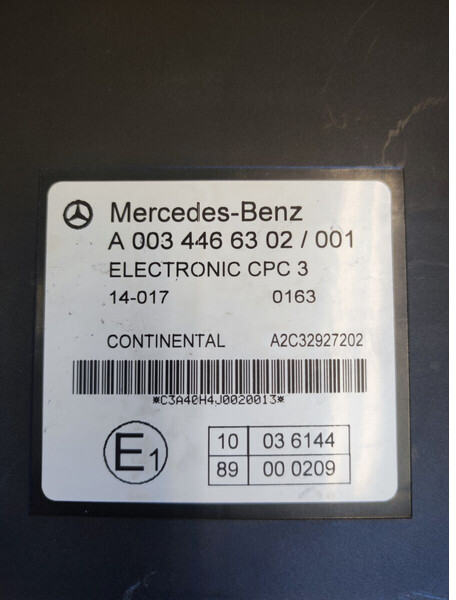 Mercedes-Benz
A 003 446 63 02 / 001
ELECTRONIC CPC 3
14-017 0163
CONTINENTAL A2C32927202
*C3A40H4J0020013*
E1
10 03 6144
89 00 0209